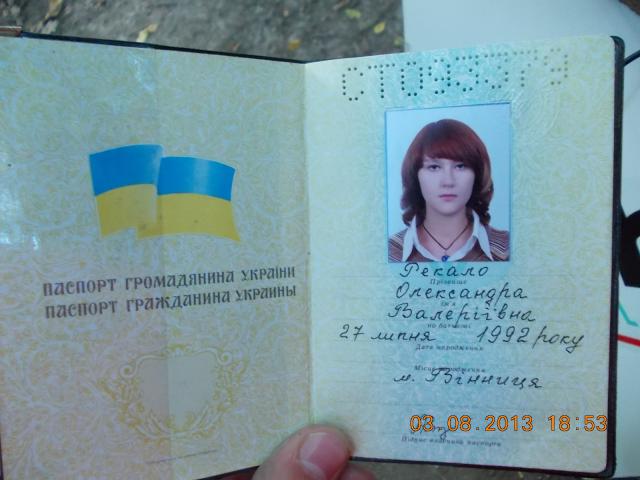 ПАСПОРТ ГРОМАДЯНИНА УКРАЇНИ
ПАСПОРТ ГРАЖДАНИНА УКРАИНЫ
Рекало
Прізвище
Олександра
Ім'я
Валеріївна
по батькові
27 липня 1992 року
Дата народження
Місце народження
м. Вінниця
Підпис власника паспорта
03.08.2013 18:53